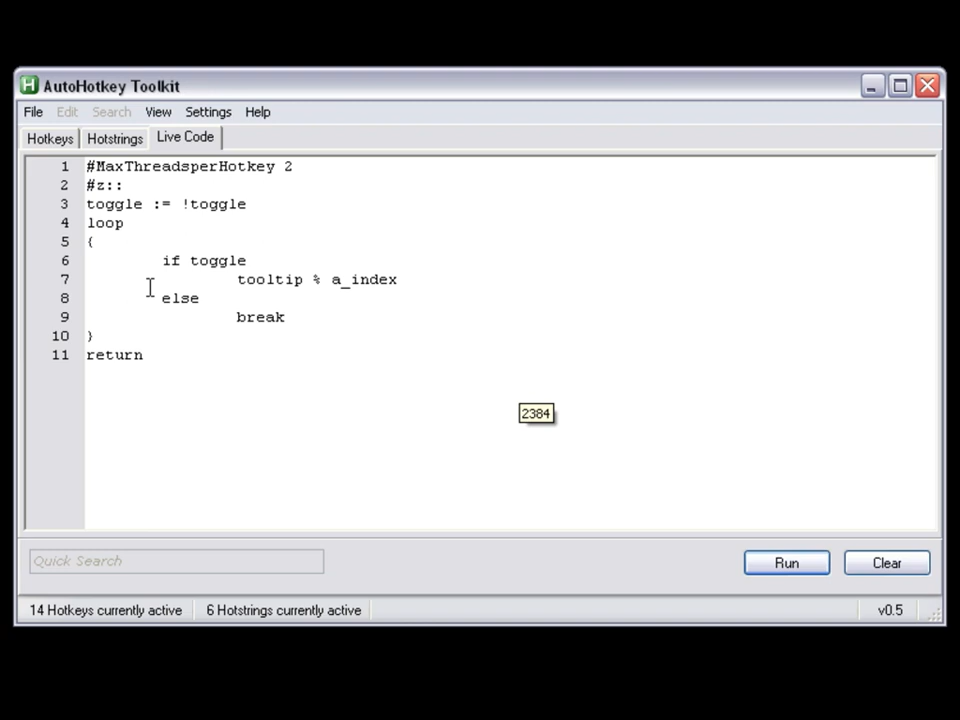 AutoHotkey Toolkit
File Edit Search View Settings Help
Hotkeys Hotstrings Live Code
1 #MaxThreadsperHotkey 2
2 #z::
3 toggle := !toggle
4 loop
5 {
6 if toggle
7 tooltip % a_index
8 else
9 break
10 }
11 return
2384
Quick Search
Run Clear
14 Hotkeys currently active 6 Hotstrings currently active v0.5